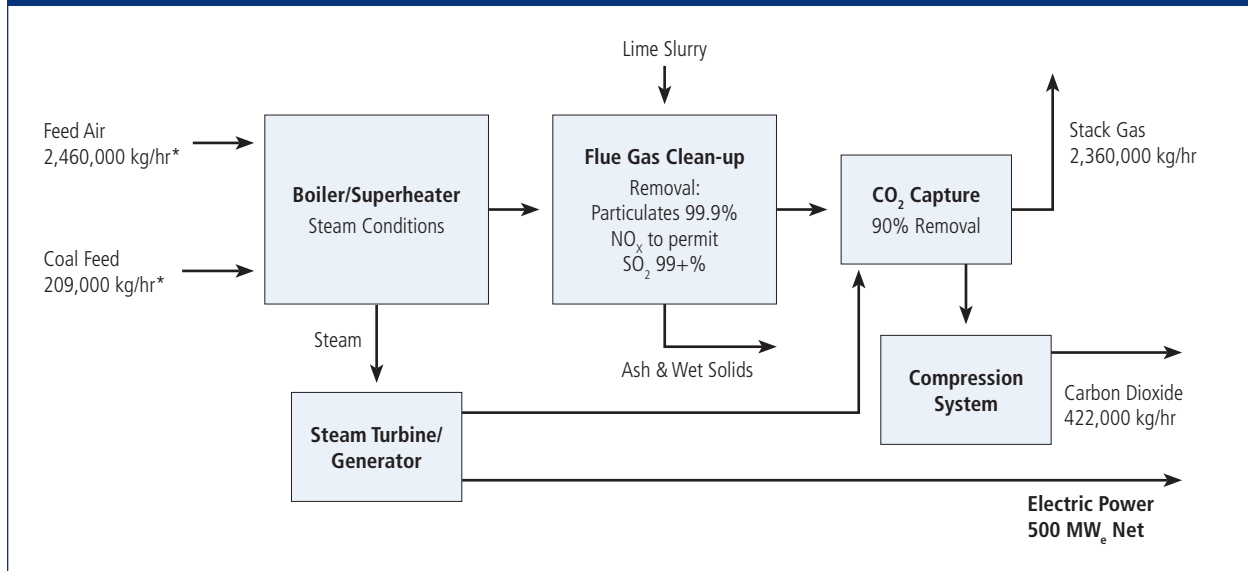 Lime Slurry
Feed Air
2,460,000 kg/hr*
Coal Feed
209,000 kg/hr*
Boiler/Superheater
Steam Conditions
Flue Gas Clean-up
Removal:
Particulates 99.9%
NOₓ to permit
SO₂ 99+%
CO₂ Capture
90% Removal
Stack Gas
2,360,000 kg/hr
Steam
Ash & Wet Solids
Steam Turbine/
Generator
Compression
System
Carbon Dioxide
422,000 kg/hr
Electric Power
500 MWₑ Net